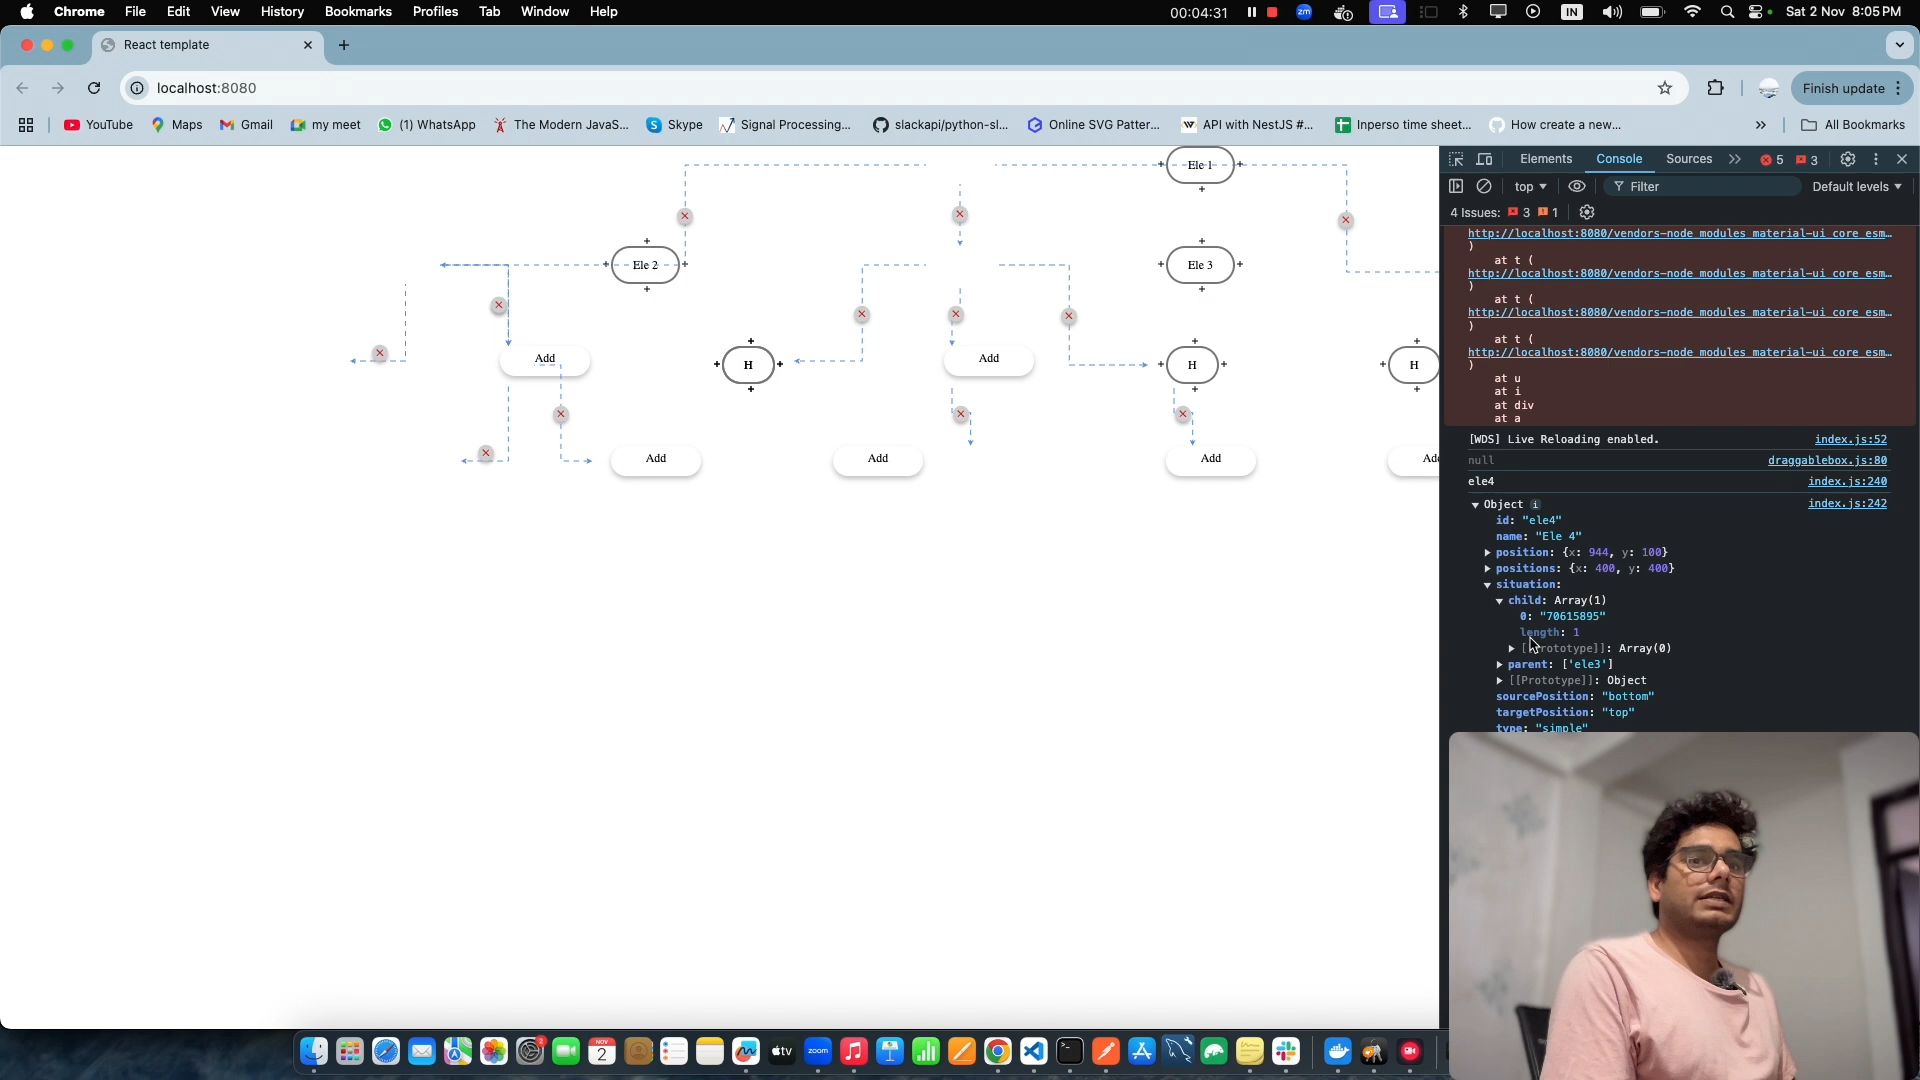 Chrome File Edit View History Bookmarks Profiles Tab Window Help 00:04:31 zm IN Sat 2 Nov 8:05 PM
React template
localhost:8080 Finish update
YouTube Maps Gmail my meet (1) WhatsApp The Modern JavaS... Skype Signal Processing... slackapi/python-sl... Online SVG Patter... API with NestJS #... Inperso time sheet... How create a new... » All Bookmarks
Ele 1
Ele 2
Ele 3
Add
H
Add
H
H
Add
Add
Add
Add
Elements Console Sources » 5 3
top Filter Default levels
4 Issues: 3 1
http://localhost:8080/vendors-node_modules_material-ui_core_esm…
)
at t (
http://localhost:8080/vendors-node_modules_material-ui_core_esm…
)
at t (
http://localhost:8080/vendors-node_modules_material-ui_core_esm…
)
at t (
http://localhost:8080/vendors-node_modules_material-ui_core_esm…
)
at u
at i
at div
at a
[WDS] Live Reloading enabled. index.js:52
null draggablebox.js:80
ele4 index.js:240
Object i index.js:242
id: "ele4"
name: "Ele 4"
position: {x: 944, y: 100}
positions: {x: 400, y: 400}
situation:
child: Array(1)
0: "70615895"
length: 1
[[Prototype]]: Array(0)
parent: ['ele3']
[[Prototype]]: Object
sourcePosition: "bottom"
targetPosition: "top"
type: "simple"
NOV
2
tv
zoom
2